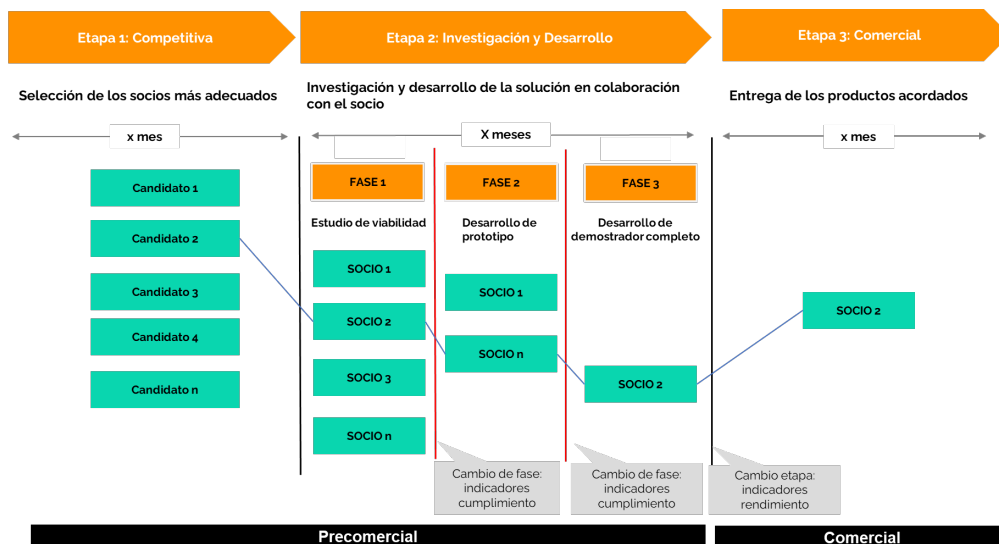 Etapa 1: Competitiva
Etapa 2: Investigación y Desarrollo
Etapa 3: Comercial
Selección de los socios más adecuados
Investigación y desarrollo de la solución en colaboración
con el socio
Entrega de los productos acordados
x mes
X meses
x mes
FASE 1
FASE 2
FASE 3
Estudio de viabilidad
Desarrollo de
prototipo
Desarrollo de
demostrador completo
Candidato 1
Candidato 2
Candidato 3
Candidato 4
Candidato n
SOCIO 1
SOCIO 2
SOCIO 3
SOCIO n
SOCIO 1
SOCIO n
SOCIO 2
SOCIO 2
Cambio de fase:
indicadores
cumplimiento
Cambio de fase:
indicadores
cumplimiento
Cambio etapa:
indicadores
rendimiento
Precomercial
Comercial